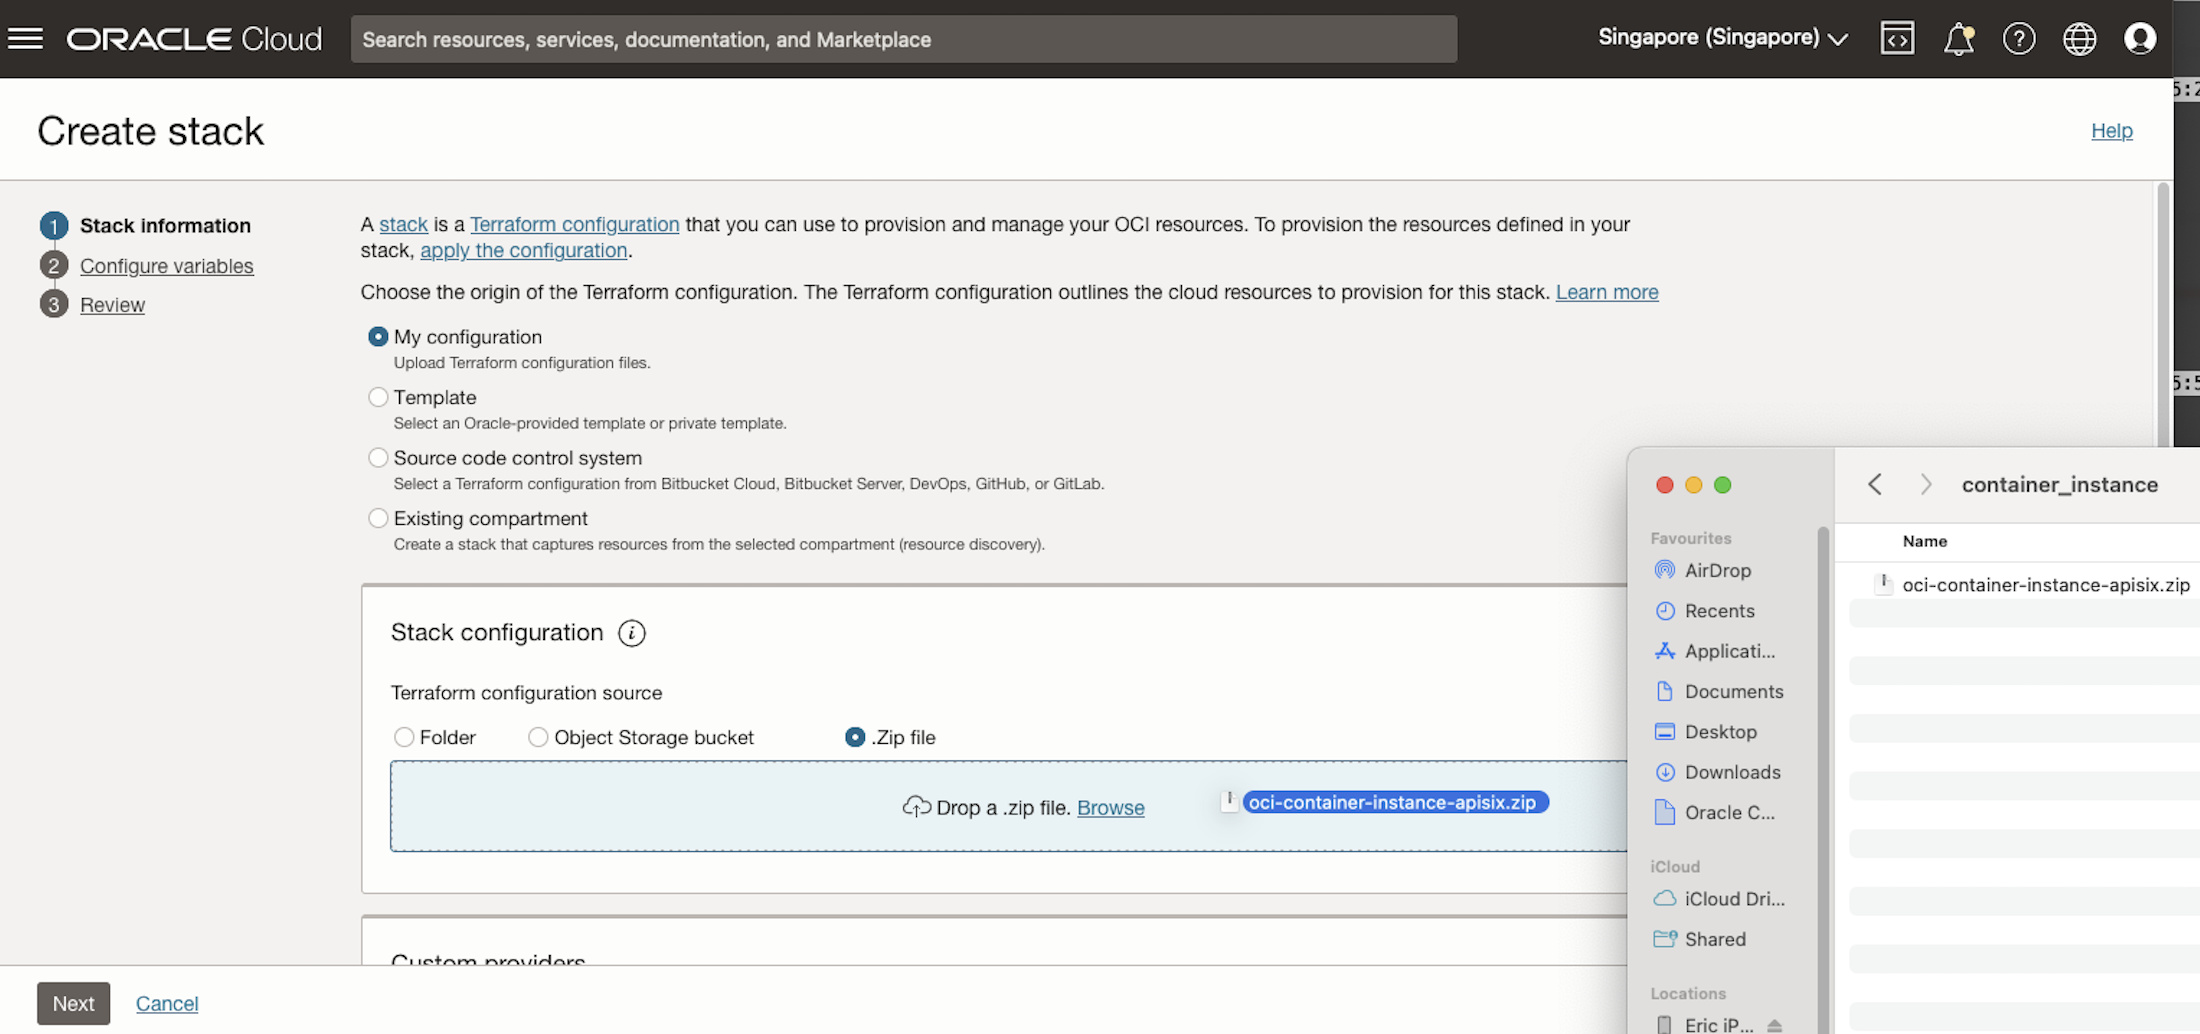 ORACLE Cloud
Search resources, services, documentation, and Marketplace
Singapore (Singapore)
Create stack
Help
1 Stack information
2 Configure variables
3 Review
A stack is a Terraform configuration that you can use to provision and manage your OCI resources. To provision the resources defined in your
stack, apply the configuration.
Choose the origin of the Terraform configuration. The Terraform configuration outlines the cloud resources to provision for this stack. Learn more
My configuration
Upload Terraform configuration files.
Template
Select an Oracle-provided template or private template.
Source code control system
Select a Terraform configuration from Bitbucket Cloud, Bitbucket Server, DevOps, GitHub, or GitLab.
Existing compartment
Create a stack that captures resources from the selected compartment (resource discovery).
Stack configuration
Terraform configuration source
Folder Object Storage bucket .Zip file
Drop a .zip file. Browse
oci-container-instance-apisix.zip
Custom providers
Next Cancel
container_instance
Name
oci-container-instance-apisix.zip
Favourites
AirDrop
Recents
Applicati...
Documents
Desktop
Downloads
Oracle C...
iCloud
iCloud Dri...
Shared
Locations
Eric iP...
5:2
5:5